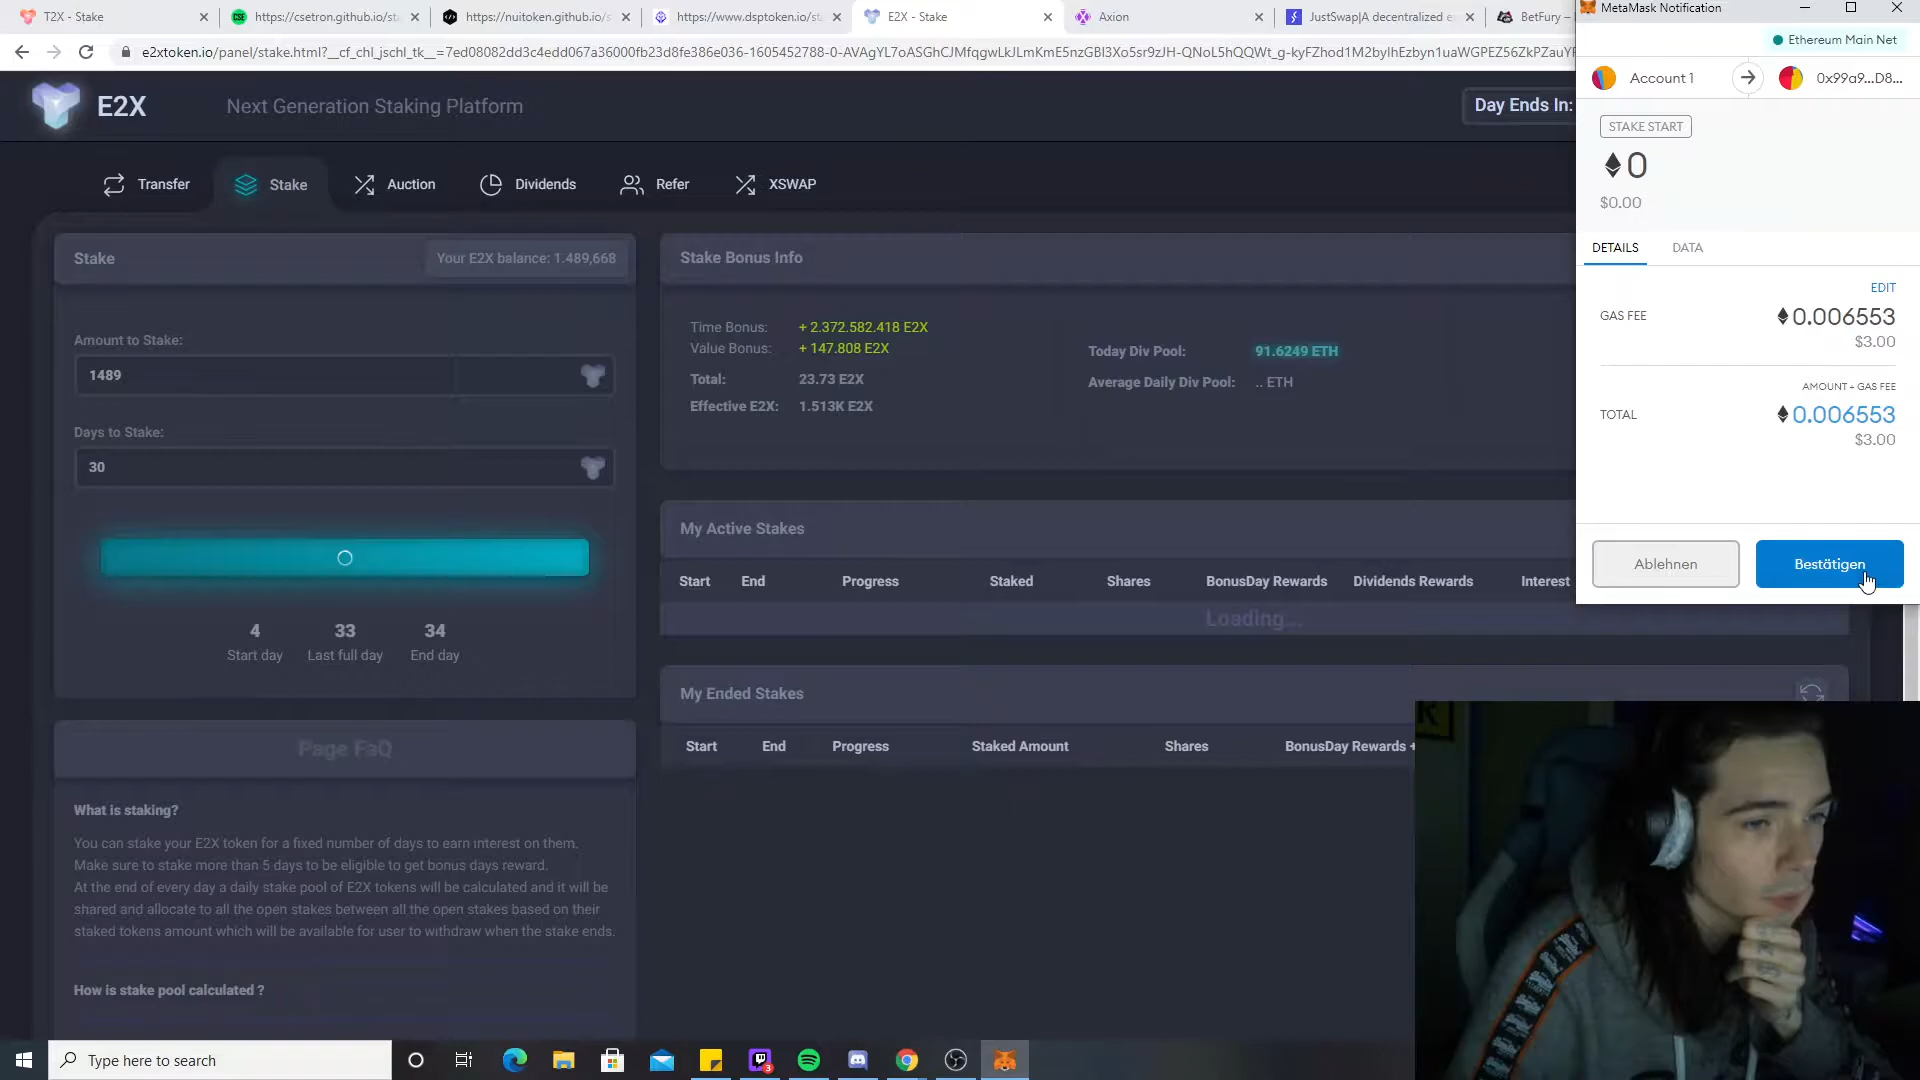 T2X - Stake
https://csetron.github.io/sta
https://nuitoken.github.io/s
https://www.dsptoken.io/sta
E2X - Stake
Axion
JustSwap|A decentralized e
BetFury –
MetaMask Notification
e2xtoken.io/panel/stake.html?__cf_chl_jschl_tk__=7ed08082dd3c4edd067a36000fb23d8fe386e036-1605452788-0-AVAgYL7oASGhCJMfqgwLkJLmKmE5nzGBI3Xo5sr9zJH-QNoL5hQQWt_g-kyFZhod1M2bylhEzbyn1uaWGPEZ56ZkPZauYF
Ethereum Main Net
E2X
Next Generation Staking Platform
Day Ends In:
Account 1
0x99a9...D8...
STAKE START
0
$0.00
Transfer
Stake
Auction
Dividends
Refer
XSWAP
DETAILS
DATA
EDIT
GAS FEE
0.006553
$3.00
AMOUNT + GAS FEE
TOTAL
0.006553
$3.00
Ablehnen
Bestätigen
Stake
Your E2X balance: 1.489,668
Amount to Stake:
1489
Days to Stake:
30
4
33
34
Start day
Last full day
End day
Stake Bonus Info
Time Bonus:
+ 2.372.582.418 E2X
Value Bonus:
+ 147.808 E2X
Total:
23.73 E2X
Effective E2X:
1.513K E2X
Today Div Pool:
91.6249 ETH
Average Daily Div Pool:
.. ETH
My Active Stakes
Start
End
Progress
Staked
Shares
BonusDay Rewards
Dividends Rewards
Interest
Loading...
My Ended Stakes
Start
End
Progress
Staked Amount
Shares
BonusDay Rewards +
Page FaQ
What is staking?
You can stake your E2X token for a fixed number of days to earn interest on them.
Make sure to stake more than 5 days to be eligible to get bonus days reward.
At the end of every day a daily stake pool of E2X tokens will be calculated and it will be
shared and allocate to all the open stakes between all the open stakes based on their
staked tokens amount which will be available for user to withdraw when the stake ends.
How is stake pool calculated ?
Type here to search
3